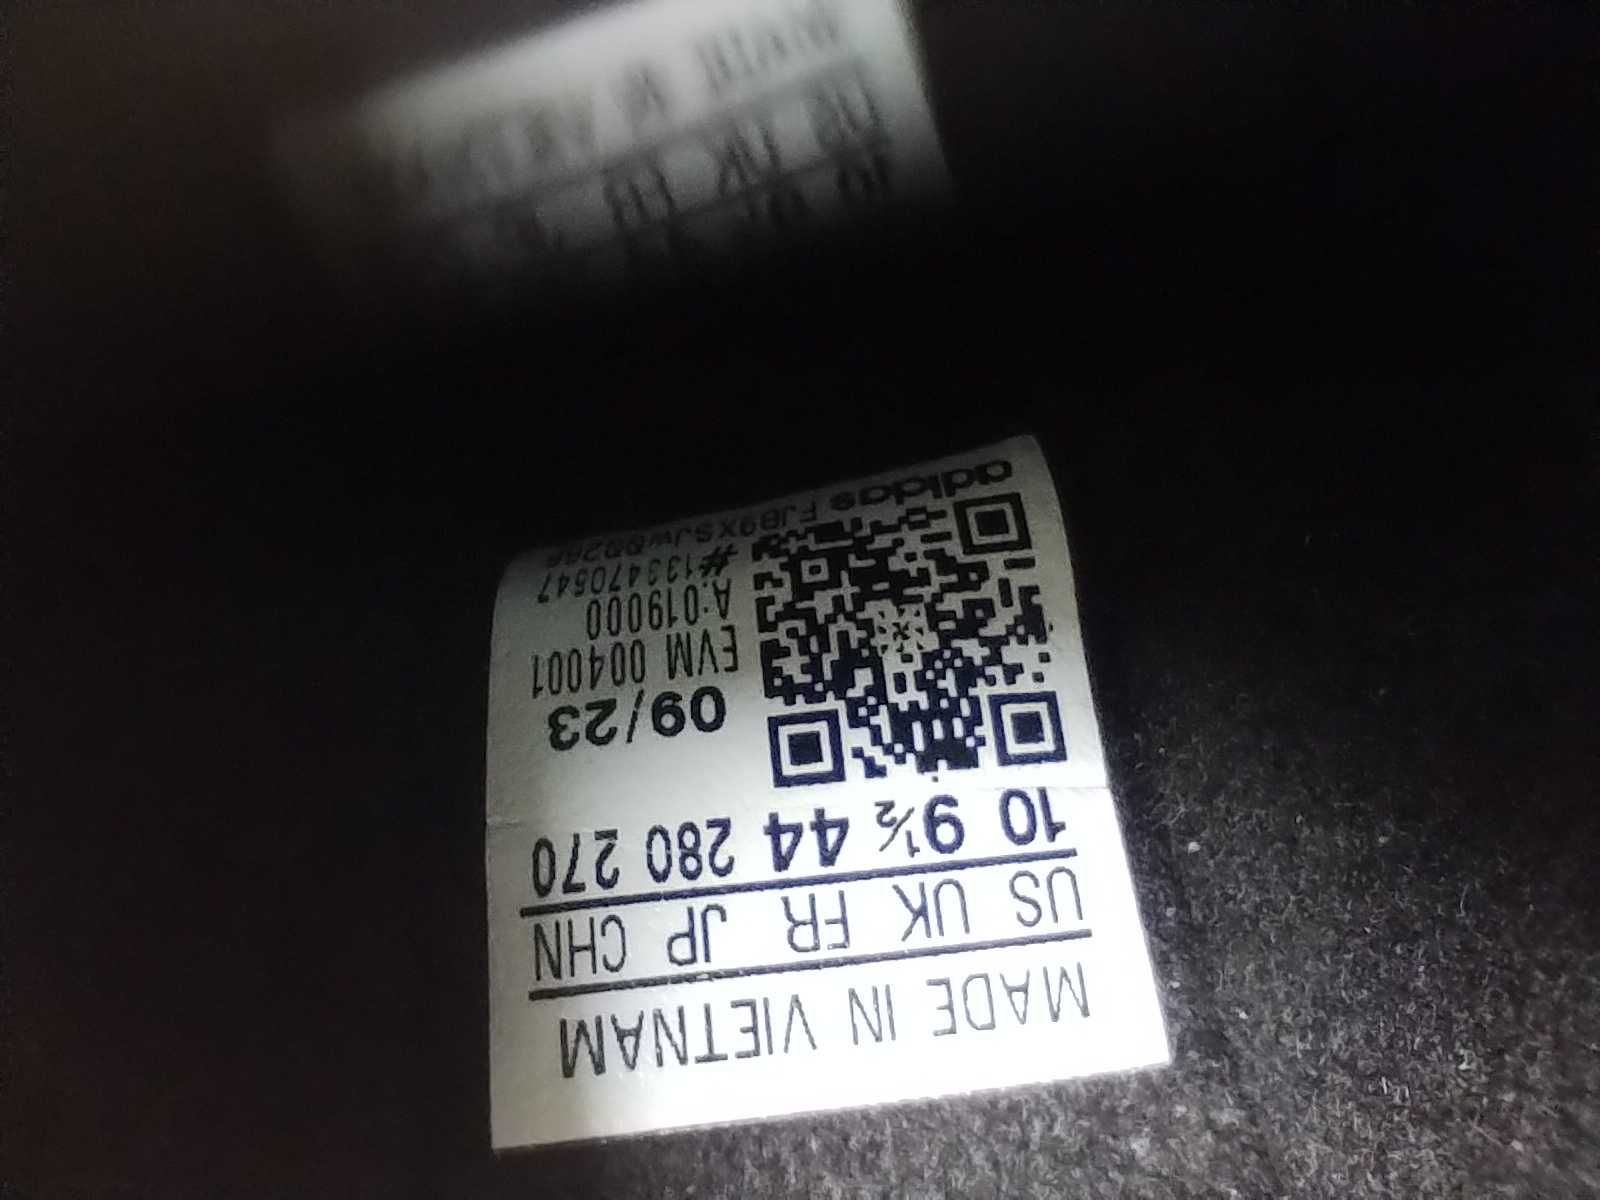 MADE IN VIETNAM
US UK FR JP CHN
10 9½ 44 280 270
09/23
EVM 004001
A:019000
#133470547
adidas